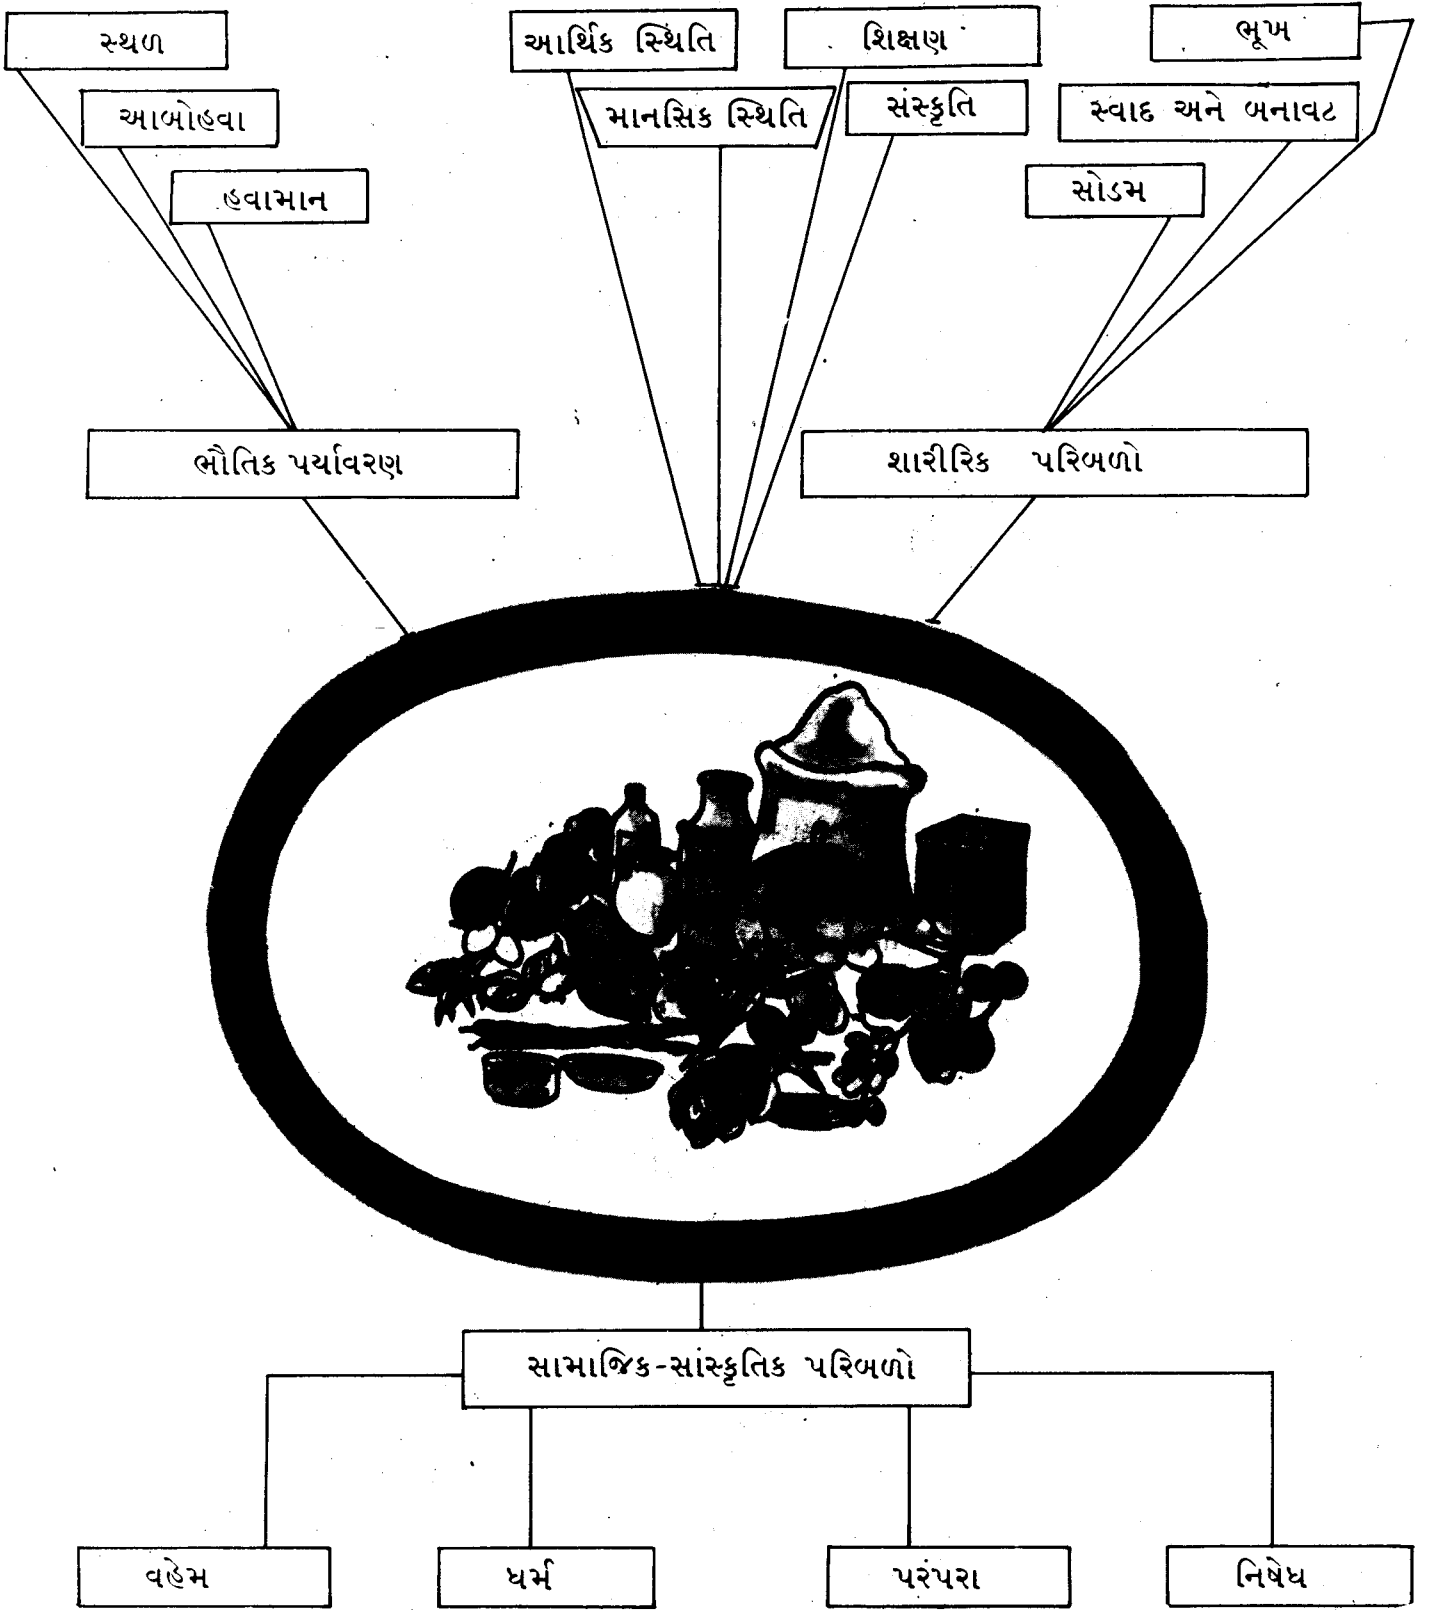 સ્થળ
આર્થિક સ્થિતિ
શિક્ષણ
ભૂખ
આબોહવા
માનસિક સ્થિતિ
સંસ્કૃતિ
સ્વાદ અને બનાવટ
હવામાન
સોડમ
ભૌતિક પર્યાવરણ
શારીરિક પરિબળો
સામાજિક-સાંસ્કૃતિક પરિબળો
વહેમ
ધર્મ
પરંપરા
નિષેધ